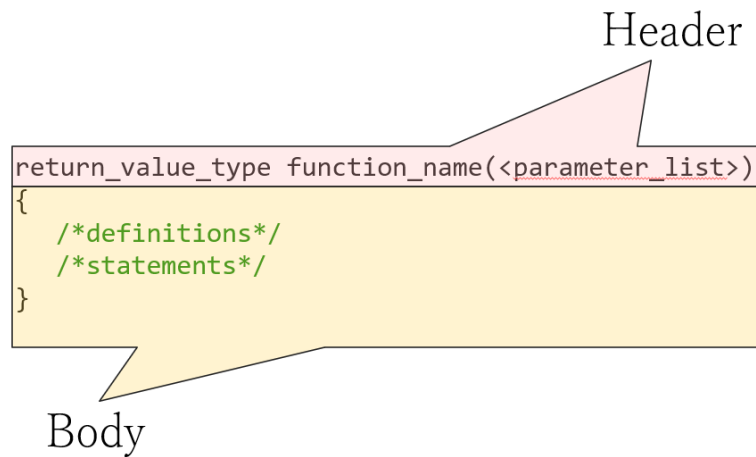 Header
return_value_type function_name(<parameter_list>)
{
/*definitions*/
/*statements*/
}
Body